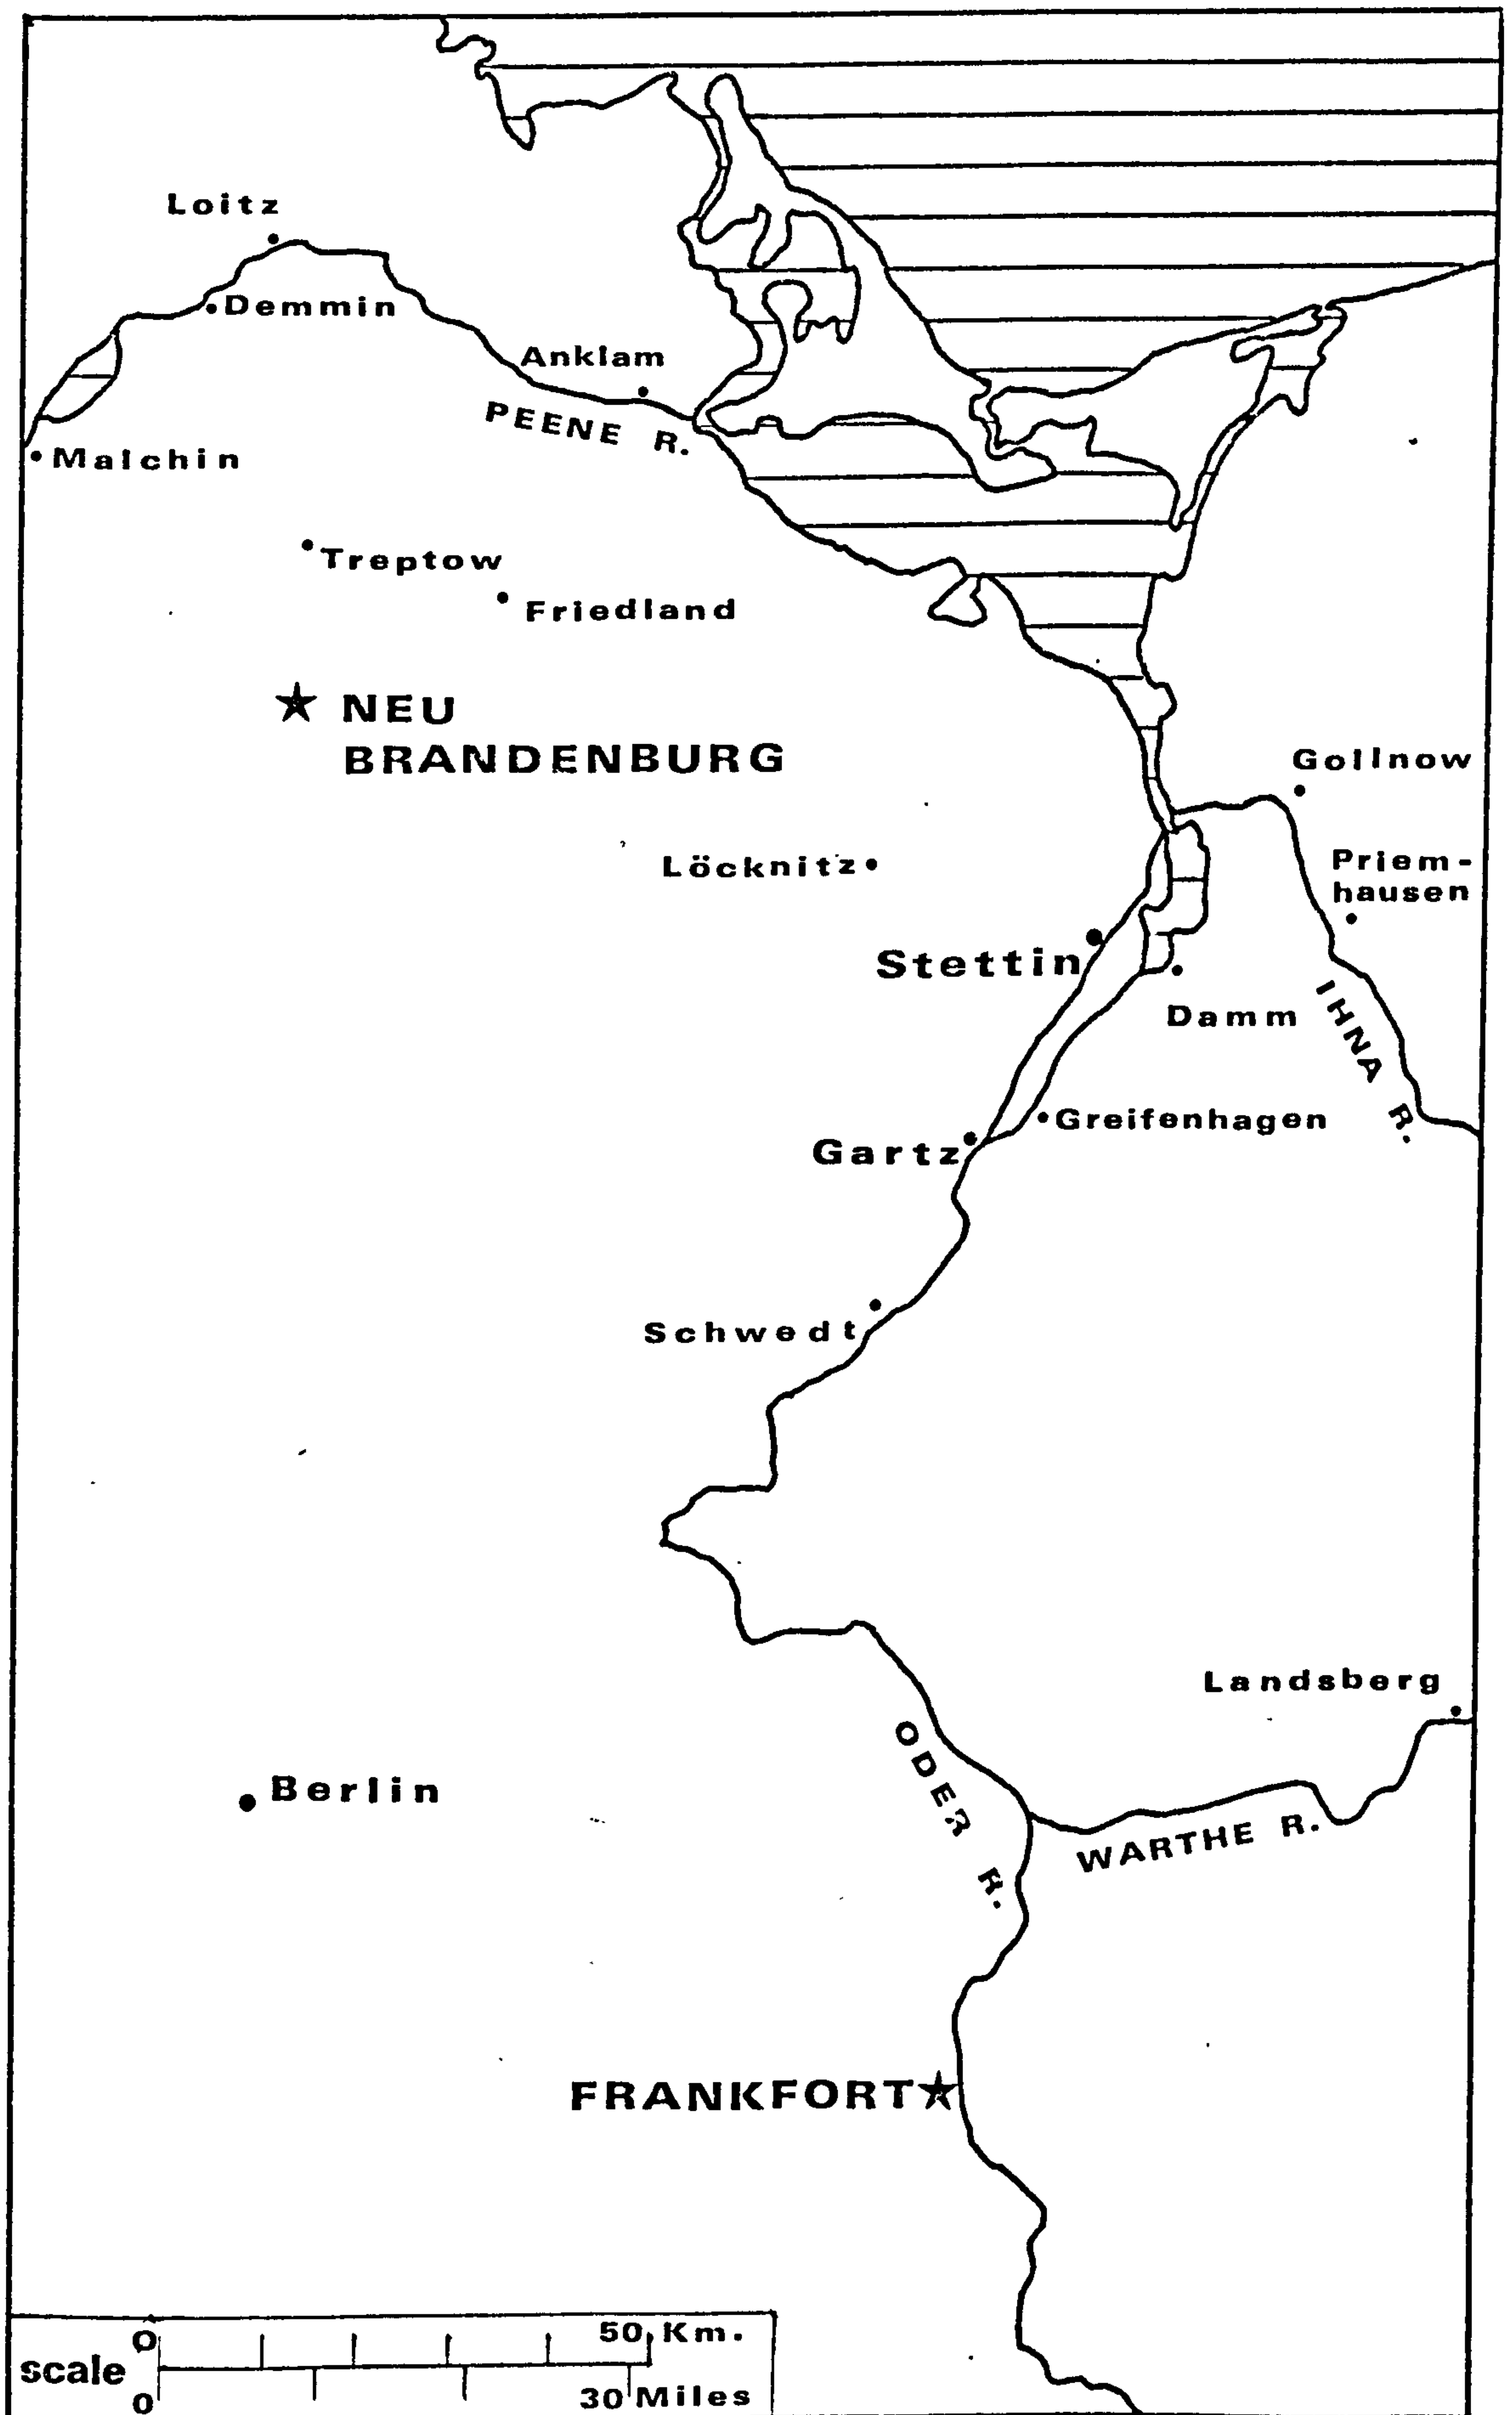 Loitz
Demmin
Anklam
PEENE R.
Malchin
Treptow
Friedland
NEU
BRANDENBURG
Gollnow
Löcknitz
Priem-
hausen
Stettin
Damm
IHNA R.
Greifenhagen
Gartz
Schwedt
Landsberg
ODER R.
Berlin
WARTHE R.
FRANKFORT
0 50 Km.
scale
0 30 Miles